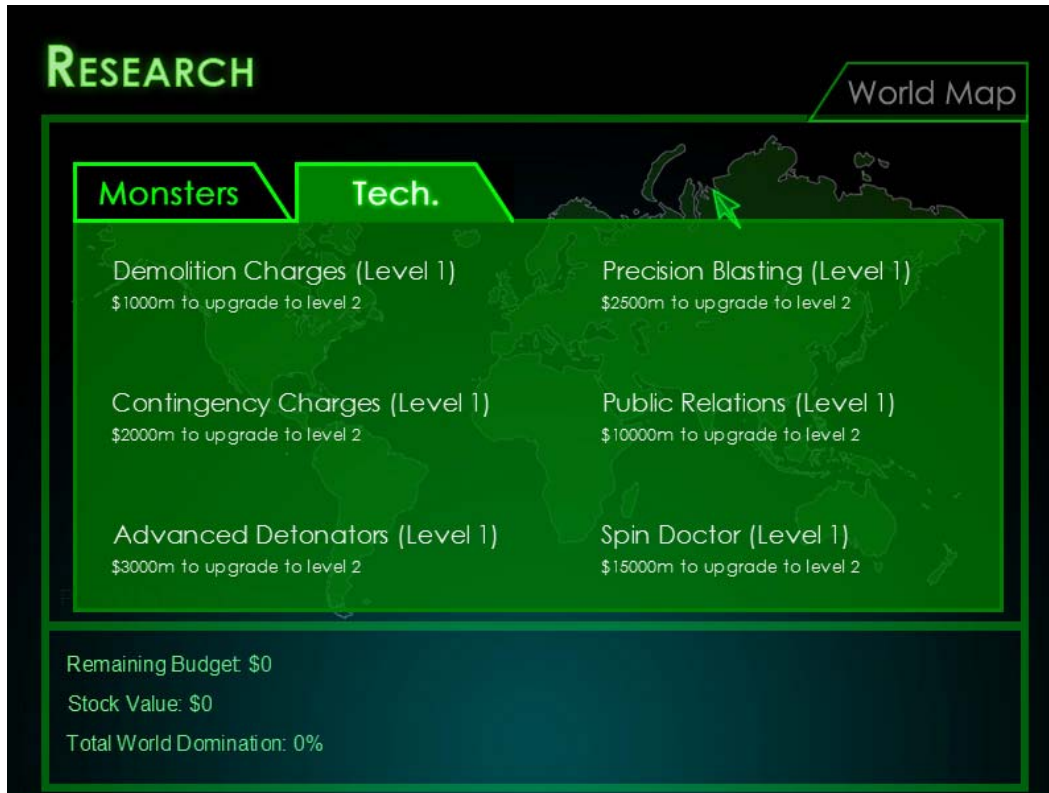 RESEARCH
World Map
Monsters
Tech.
Demolition Charges (Level 1)
$1000m to upgrade to level 2
Precision Blasting (Level 1)
$2500m to upgrade to level 2
Contingency Charges (Level 1)
$2000m to upgrade to level 2
Public Relations (Level 1)
$10000m to upgrade to level 2
Advanced Detonators (Level 1)
$3000m to upgrade to level 2
Spin Doctor (Level 1)
$15000m to upgrade to level 2
Remaining Budget: $0
Stock Value: $0
Total World Domination: 0%